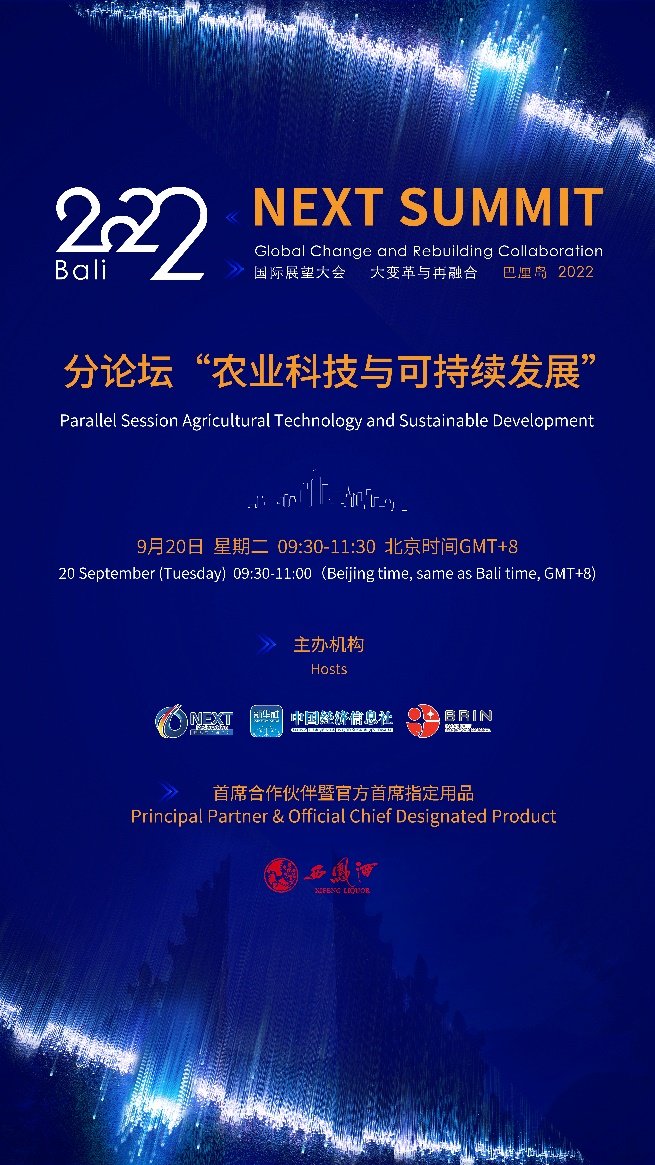 2022
Bali
NEXT SUMMIT
Global Change and Rebuilding Collaboration
国际展望大会 大变革与再融合 巴厘岛 2022
分论坛“农业科技与可持续发展”
Parallel Session Agricultural Technology and Sustainable Development
9月20日 星期二 09:30-11:30 北京时间GMT+8
20 September (Tuesday) 09:30-11:00（Beijing time, same as Bali time, GMT+8)
主办机构
Hosts
NEXT
中国经济信息社
BRIN
首席合作伙伴暨官方首席指定用品
Principal Partner & Official Chief Designated Product
西鳳酒
XIFENG LIQUOR